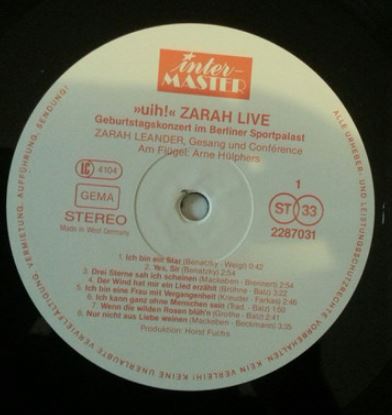 inter-
MASTER
»uih!« ZARAH LIVE
Geburtstagskonzert im Berliner Sportpalast
ZARAH LEANDER, Gesang und Conférence
Am Flügel: Arne Hülphers
LC 4104
GEMA
STEREO
Made in West Germany
1
ST 33
2287031
1. Ich bin ein Star (Benatzky - Weigl) 0:42
2. Yes, Sir (Benatzky) 2:54
3. Drei Sterne sah ich scheinen (Mackeben - Brennert) 2:54
4. Der Wind hat mir ein Lied erzählt (Brühne - Balz) 3:22
5. Ich bin eine Frau mit Vergangenheit (Kreuder - Farkas) 2:46
6. Ich kann ganz ohne Menschen sein (Trad. - Balz)
7. Wenn die wilden Rosen blüh'n (Grothe - Balz) 2:41
8. Nur nicht aus Liebe weinen (Mackeben - Beckmann) 3:35
Produktion: Horst Fuchs
ALLE URHEBER- UND LEISTUNGSSCHUTZRECHTE VORBEHALTEN. KEIN VERLEIH! KEINE UNERLAUBTE VERVIELFÄLTIGUNG, VERMIETUNG, AUFFÜHRUNG, SENDUNG!